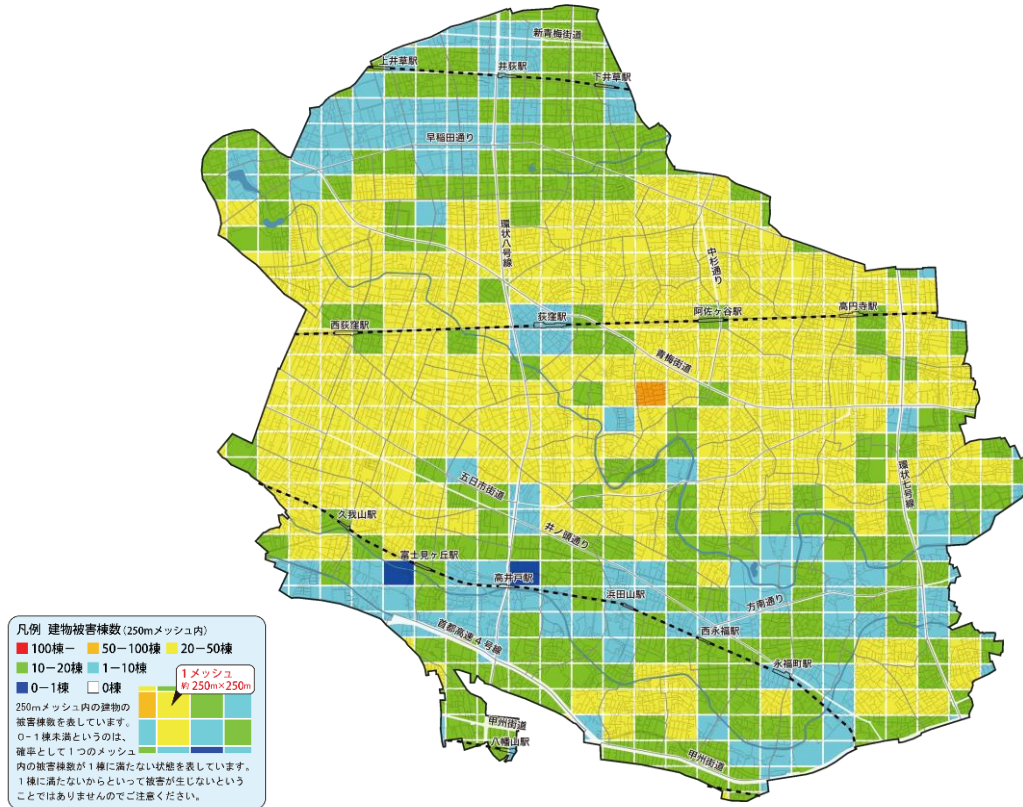 新青梅街道
上井草駅
井荻駅
下井草駅
早稲田通り
環状八号線
中杉通り
高円寺駅
阿佐ヶ谷駅
荻窪駅
西荻窪駅
青梅街道
環状七号線
五日市街道
井ノ頭通り
久我山駅
富士見ヶ丘駅
高井戸駅
浜田山駅
方南通り
西永福駅
首都高速4号線
永福町駅
甲州街道
八幡山駅
甲州街道
凡例 建物被害棟数(250mメッシュ内)
100棟− 50−100棟 20−50棟
10−20棟 1−10棟
0−1棟 0棟
1メッシュ
約250m×250m
250mメッシュ内の建物の
被害棟数を表しています。
0−1棟未満というのは、
確率として1つのメッシュ
内の被害棟数が1棟に満たない状態を表しています。
1棟に満たないからといって被害が生じないという
ことではありませんのでご注意ください。